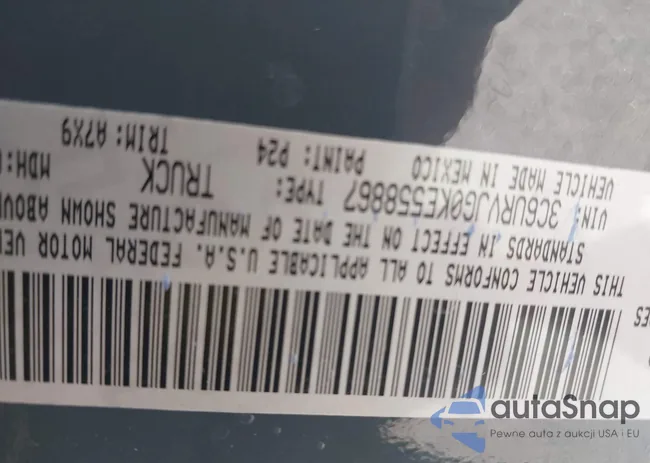 THIS VEHICLE CONFORMS TO ALL APPLICABLE U.S.A. FEDERAL MOTOR VE
STANDARDS IN EFFECT ON THE DATE OF MANUFACTURE SHOWN ABOVE
VIN: 3C6URVJG0KE558867 TYPE: TRUCK MDH:
VEHICLE MADE IN MEXICO PAINT: P24 TRIM: A7X9
autaSnap
Pewne auta z aukcji USA i EU